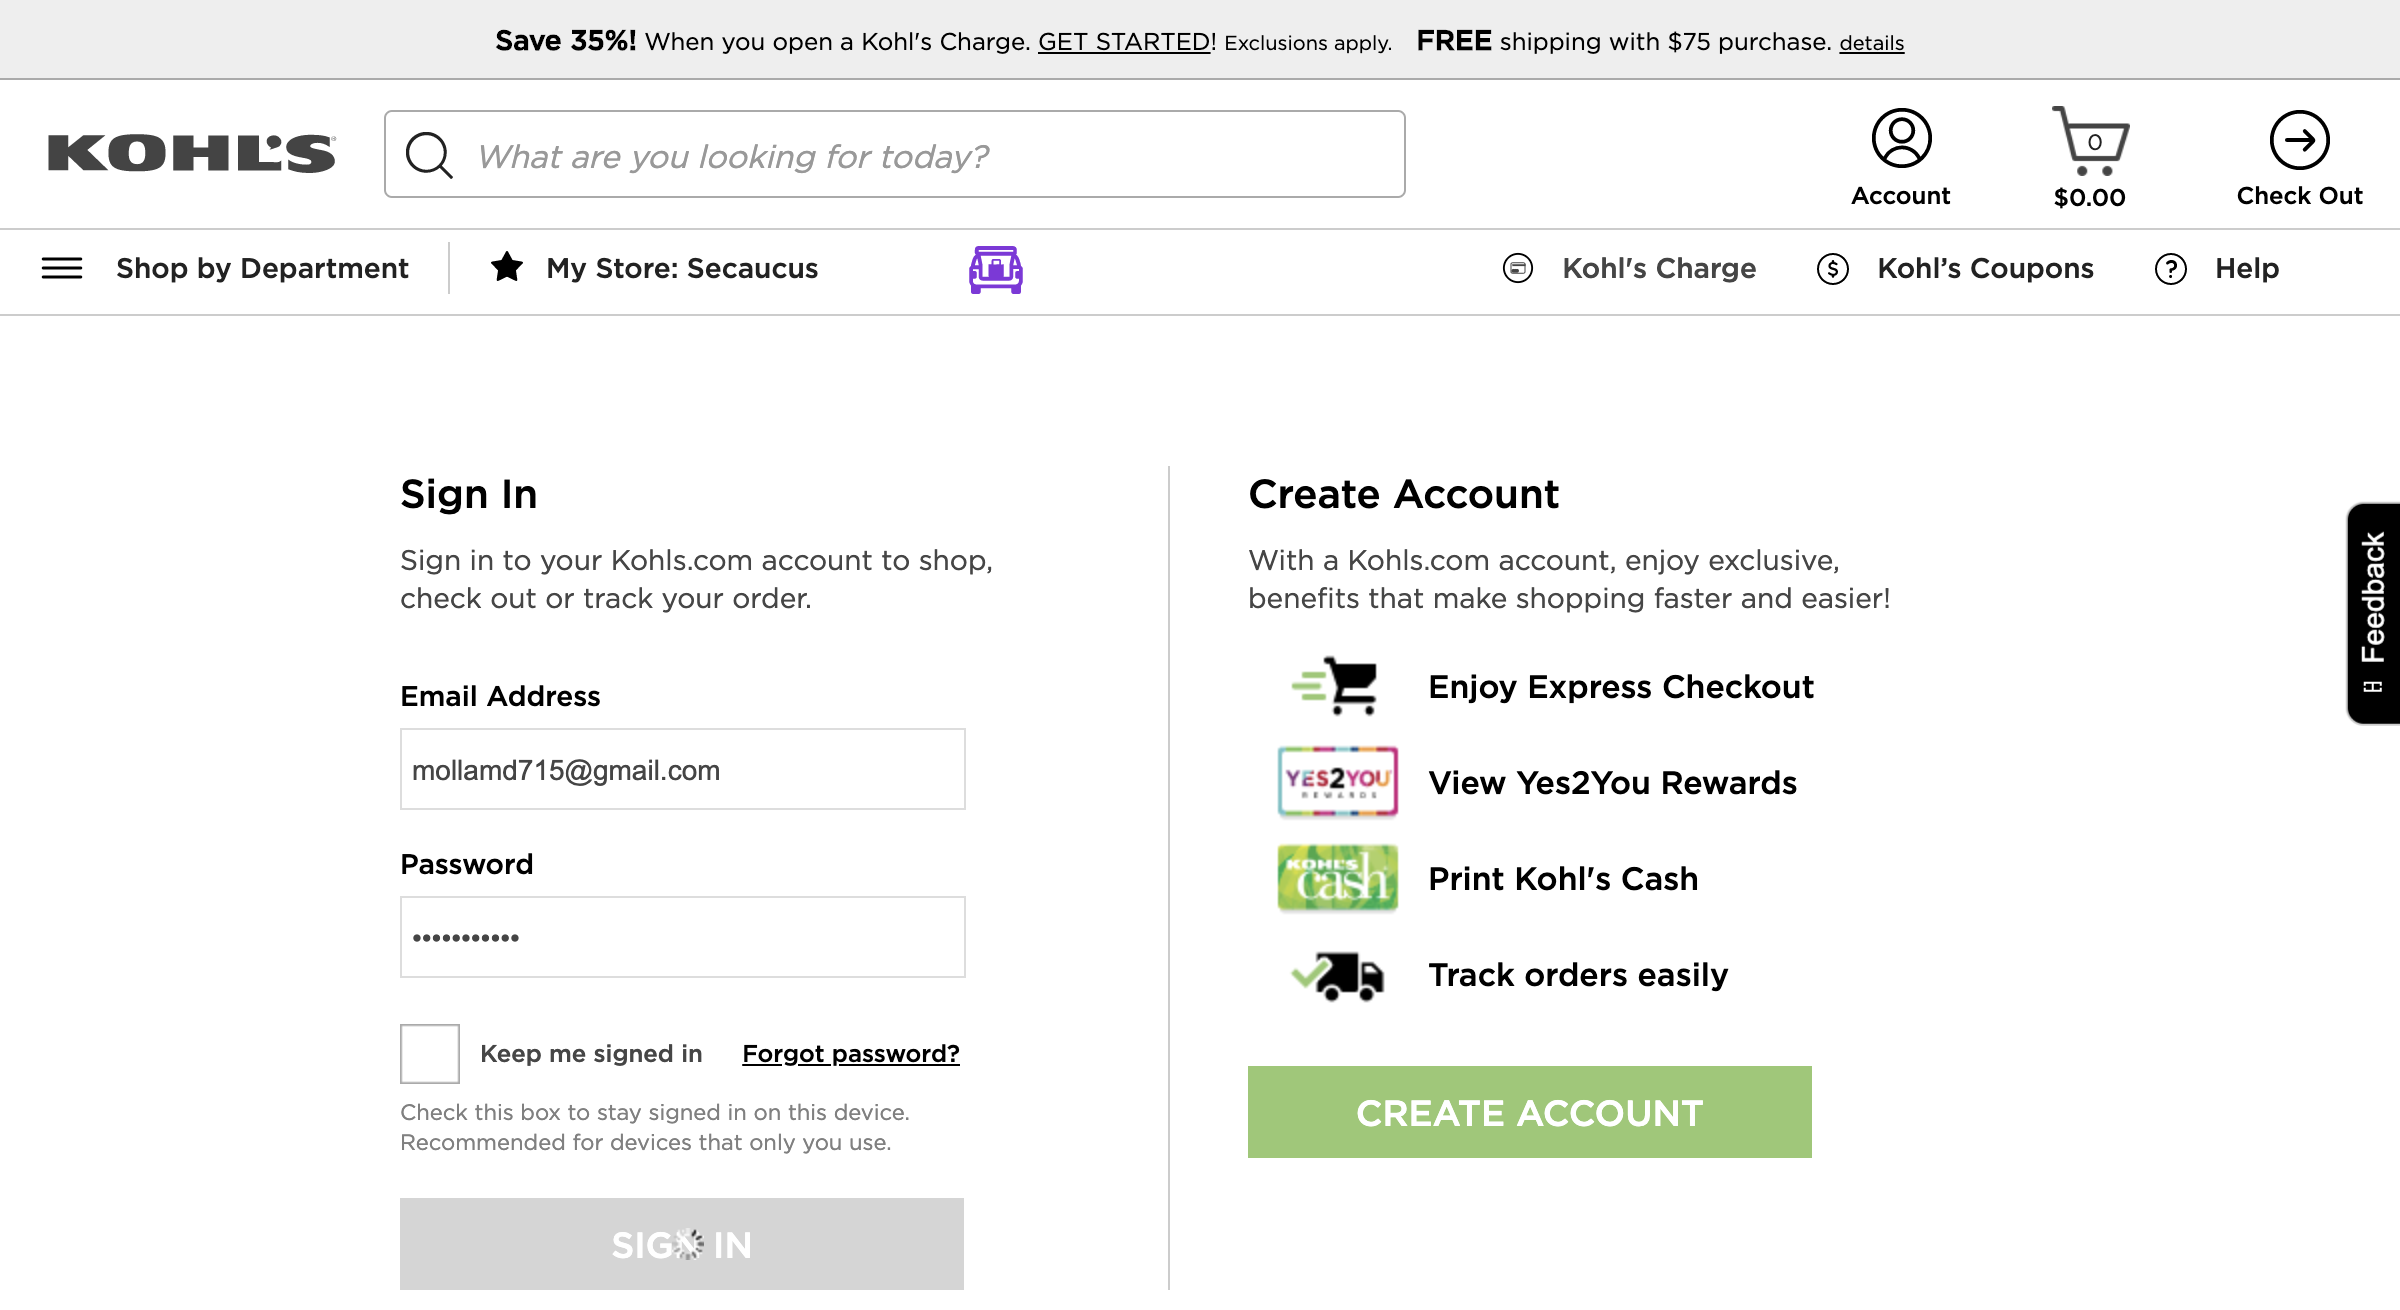 Save 35%! When you open a Kohl's Charge. GET STARTED! Exclusions apply. FREE shipping with $75 purchase. details
KOHL'S
What are you looking for today?
Account
0
$0.00
Check Out
Shop by Department
My Store: Secaucus
Kohl's Charge
$
Kohl’s Coupons
?
Help
Sign In
Sign in to your Kohls.com account to shop,
check out or track your order.
Email Address
mollamd715@gmail.com
Password
•••••••••••
Keep me signed in
Forgot password?
Check this box to stay signed in on this device.
Recommended for devices that only you use.
SIGN IN
Create Account
With a Kohls.com account, enjoy exclusive,
benefits that make shopping faster and easier!
Enjoy Express Checkout
YES2YOU
REWARDS
View Yes2You Rewards
KOHL'S
cash
Print Kohl's Cash
Track orders easily
CREATE ACCOUNT
Feedback